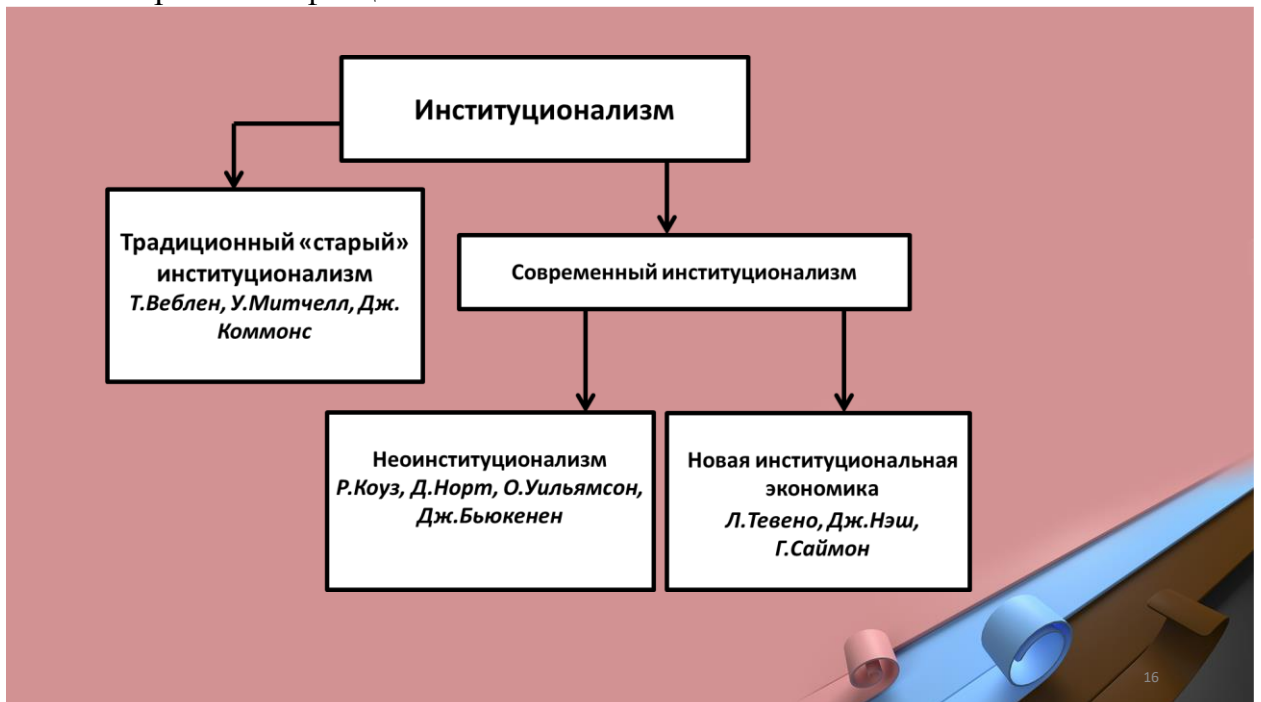 Институционализм
Традиционный «старый»
институционализм
Т.Веблен, У.Митчелл, Дж.
Коммонс
Современный институционализм
Неоинституционализм
Р.Коуз, Д.Норт, О.Уильямсон,
Дж.Бьюкенен
Новая институциональная
экономика
Л.Тевено, Дж.Нэш,
Г.Саймон
16